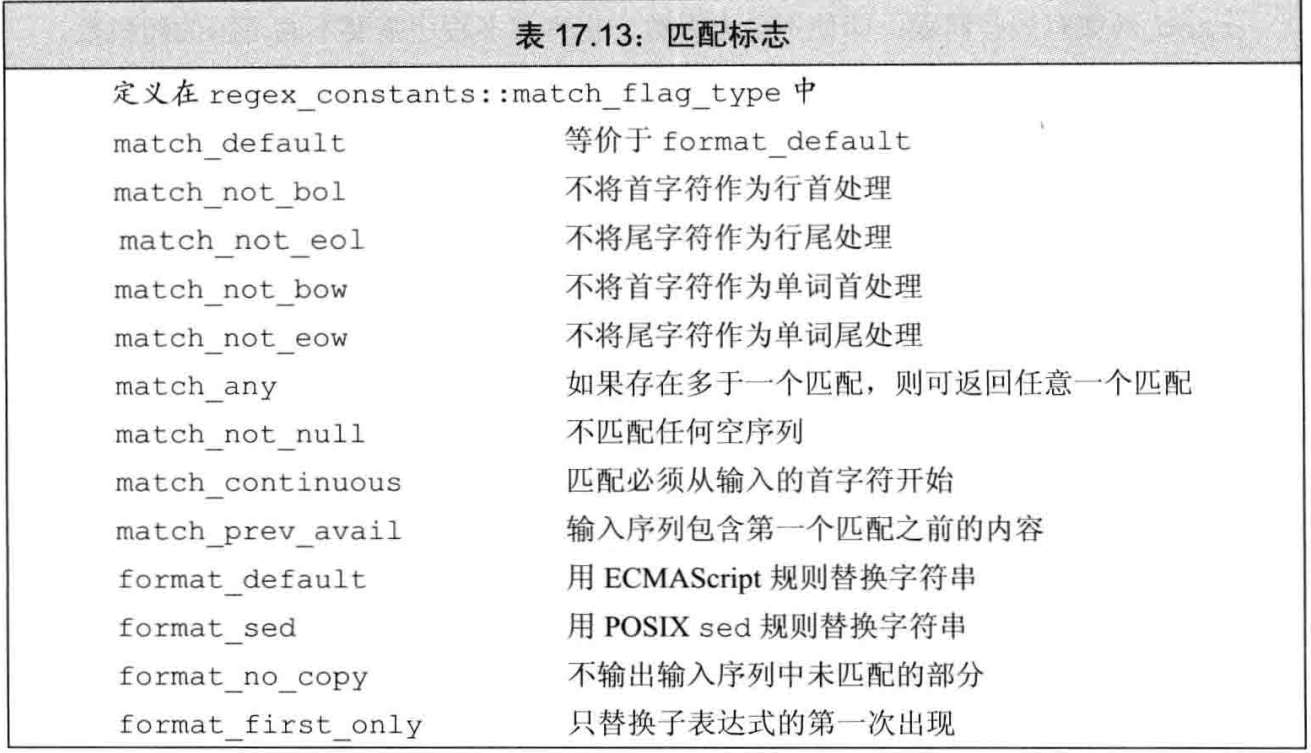 表 17.13：匹配标志
定义在 regex_constants::match_flag_type 中
match_default 等价于 format_default
match_not_bol 不将首字符作为行首处理
match_not_eol 不将尾字符作为行尾处理
match_not_bow 不将首字符作为单词首处理
match_not_eow 不将尾字符作为单词尾处理
match_any 如果存在多于一个匹配，则可返回任意一个匹配
match_not_null 不匹配任何空序列
match_continuous 匹配必须从输入的首字符开始
match_prev_avail 输入序列包含第一个匹配之前的内容
format_default 用 ECMAScript 规则替换字符串
format_sed 用 POSIX sed 规则替换字符串
format_no_copy 不输出输入序列中未匹配的部分
format_first_only 只替换子表达式的第一次出现